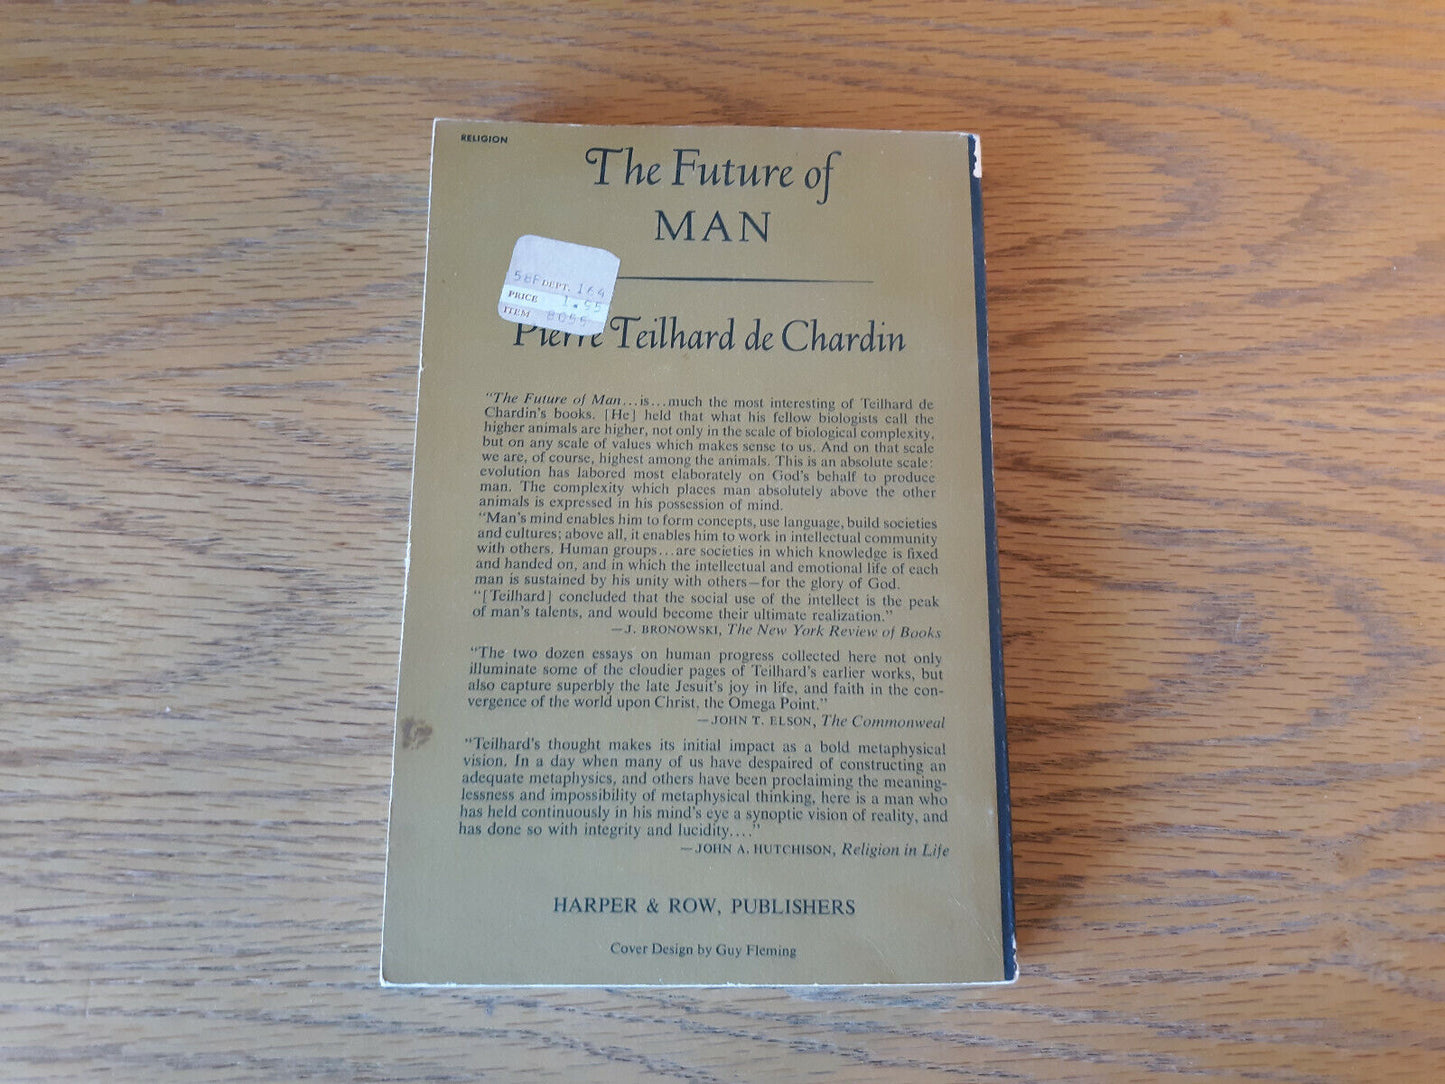 RELIGION
The Future of
MAN
58F DEPT. 164
PRICE 1.95
ITEM 8055
Pierre Teilhard de Chardin
"The Future of Man...is...much the most interesting of Teilhard de
Chardin's books. [He] held that what his fellow biologists call the
higher animals are higher, not only in the scale of biological complexity,
but on any scale of values which makes sense to us. And on that scale
we are, of course, highest among the animals. This is an absolute scale:
evolution has labored most elaborately on God's behalf to produce
man. The complexity which places man absolutely above the other
animals is expressed in his possession of mind.
"Man's mind enables him to form concepts, use language, build societies
and cultures; above all, it enables him to work in intellectual community
with others. Human groups...are societies in which knowledge is fixed
and handed on, and in which the intellectual and emotional life of each
man is sustained by his unity with others—for the glory of God.
"[Teilhard] concluded that the social use of the intellect is the peak
of man's talents, and would become their ultimate realization."
—J. BRONOWSKI, The New York Review of Books
"The two dozen essays on human progress collected here not only
illuminate some of the cloudier pages of Teilhard's earlier works, but
also capture superbly the late Jesuit's joy in life, and faith in the con-
vergence of the world upon Christ, the Omega Point."
—JOHN T. ELSON, The Commonweal
"Teilhard's thought makes its initial impact as a bold metaphysical
vision. In a day when many of us have despaired of constructing an
adequate metaphysics, and others have been proclaiming the meaning-
lessness and impossibility of metaphysical thinking, here is a man who
has held continuously in his mind's eye a synoptic vision of reality, and
has done so with integrity and lucidity...."
—JOHN A. HUTCHISON, Religion in Life
HARPER & ROW, PUBLISHERS
Cover Design by Guy Fleming